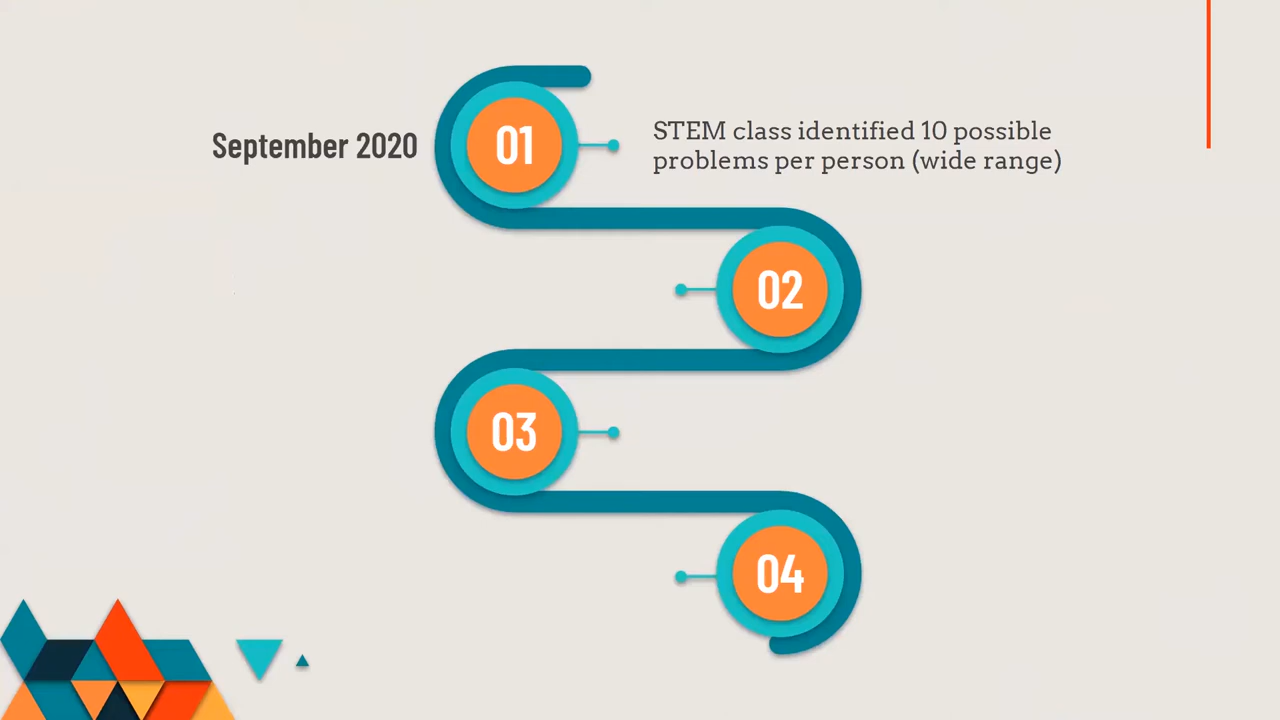 September 2020
01
STEM class identified 10 possible
problems per person (wide range)
02
03
04